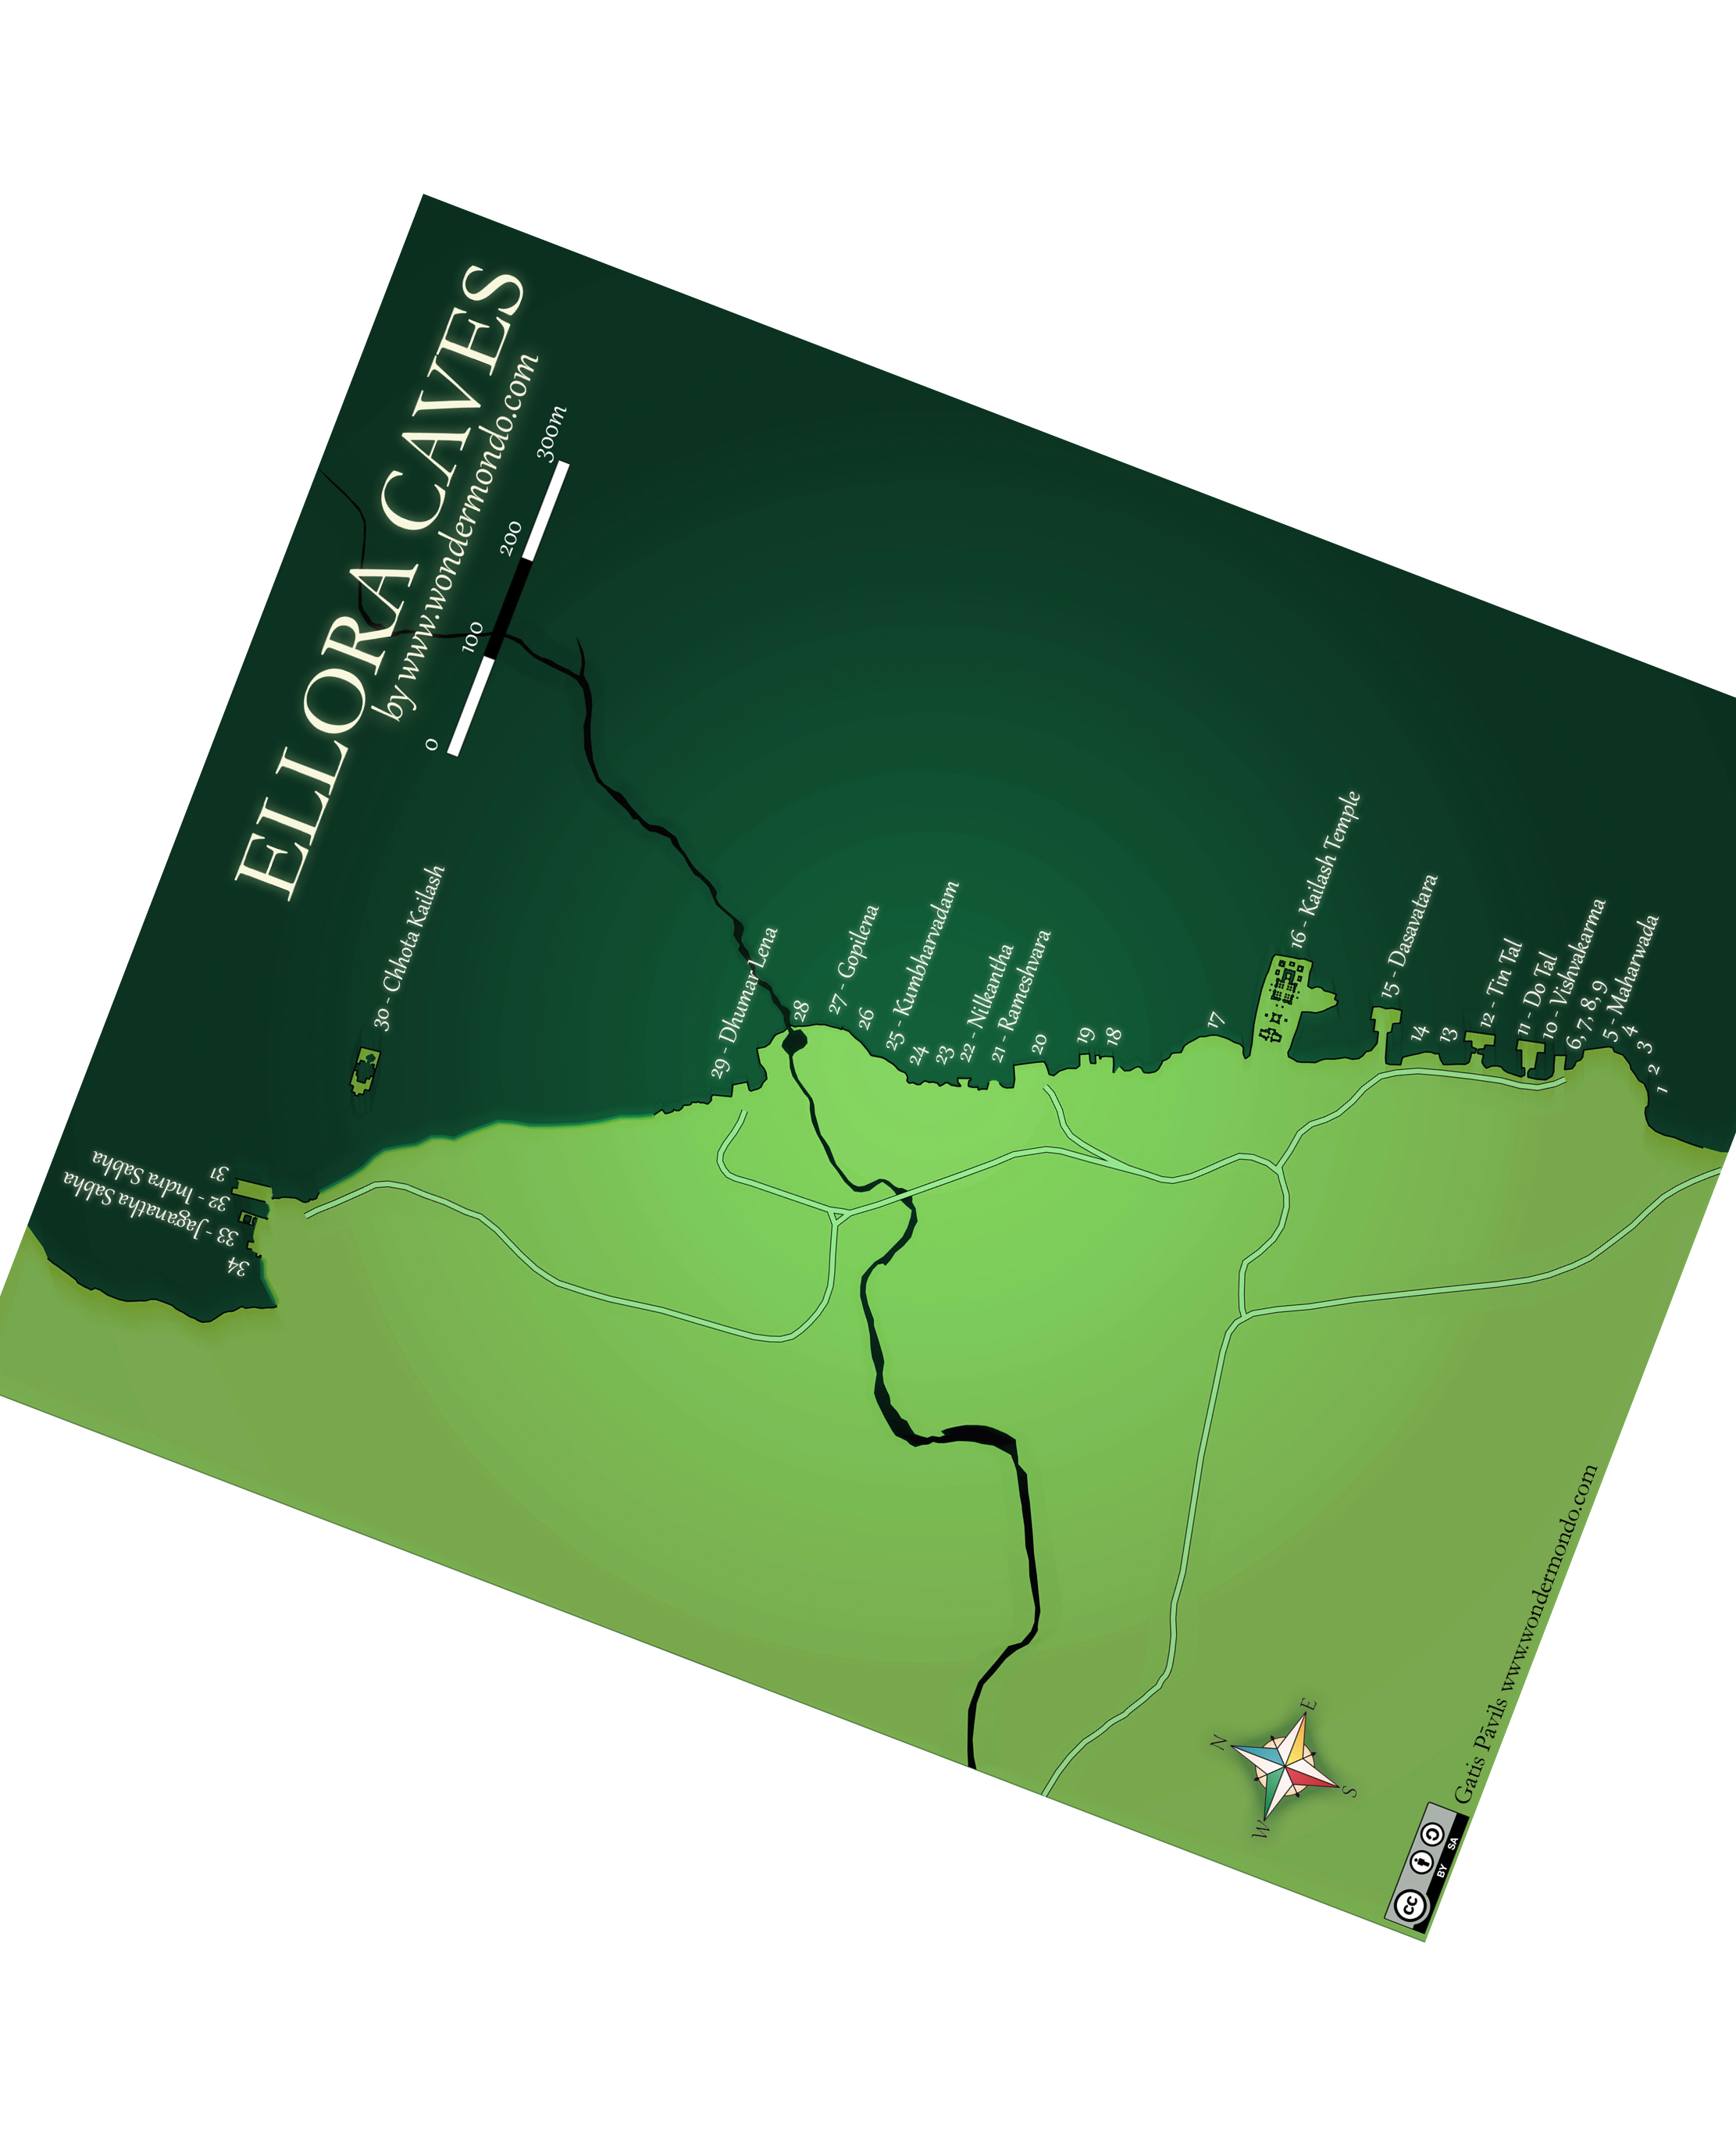 ELLORA CAVES
by www.wondermondo.com
0 100 200 300m
31
32 - Indra Sabha
33 - Jaganatha Sabha
34
30 - Chhota Kailash
29 - Dhumar Lena
28
27 - Gopilena
26
25 - Kumbharvadam
24
23
22 - Nilkantha
21 - Rameshvara
20
19
18
17
16 - Kailash Temple
15 - Dasavatara
14
13
12 - Tin Tal
11 - Do Tal
10 - Vishvakarma
6, 7, 8, 9
5 - Maharwada
4
3
2
1
N
E
S
W
cc BY SA
Gatis Pāvils www.wondermondo.com